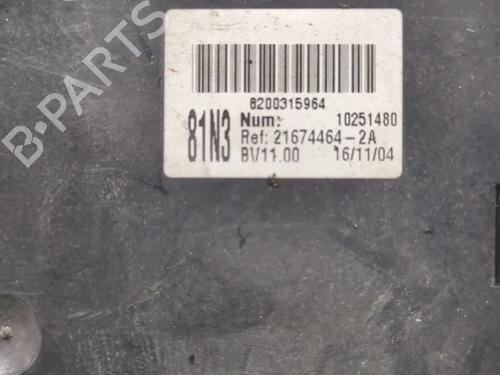 8200315964
81N3
Num: 10251480
Ref: 21674464-2A
BV11.00 16/11/04
B-PARTS